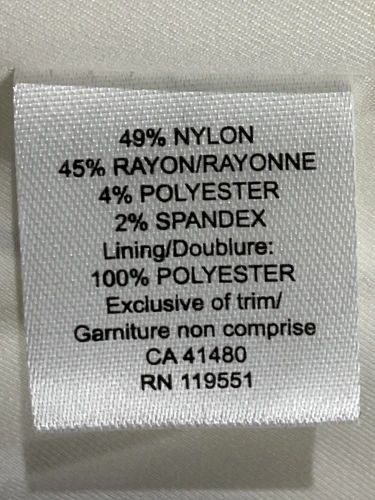 49% NYLON
45% RAYON/RAYONNE
4% POLYESTER
2% SPANDEX
Lining/Doublure:
100% POLYESTER
Exclusive of trim/
Garniture non comprise
CA 41480
RN 119551